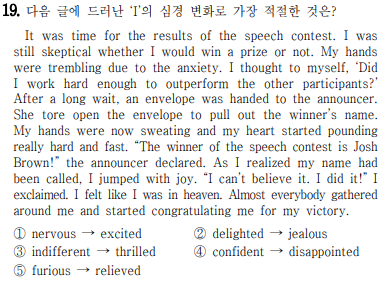 19. 다음 글에 드러난 'I'의 심경 변화로 가장 적절한 것은?
It was time for the results of the speech contest. I was
still skeptical whether I would win a prize or not. My hands
were trembling due to the anxiety. I thought to myself, 'Did
I work hard enough to outperform the other participants?'
After a long wait, an envelope was handed to the announcer.
She tore open the envelope to pull out the winner's name.
My hands were now sweating and my heart started pounding
really hard and fast. "The winner of the speech contest is Josh
Brown!" the announcer declared. As I realized my name had
been called, I jumped with joy. "I can't believe it. I did it!" I
exclaimed. I felt like I was in heaven. Almost everybody gathered
around me and started congratulating me for my victory.
① nervous → excited ② delighted → jealous
③ indifferent → thrilled ④ confident → disappointed
⑤ furious → relieved